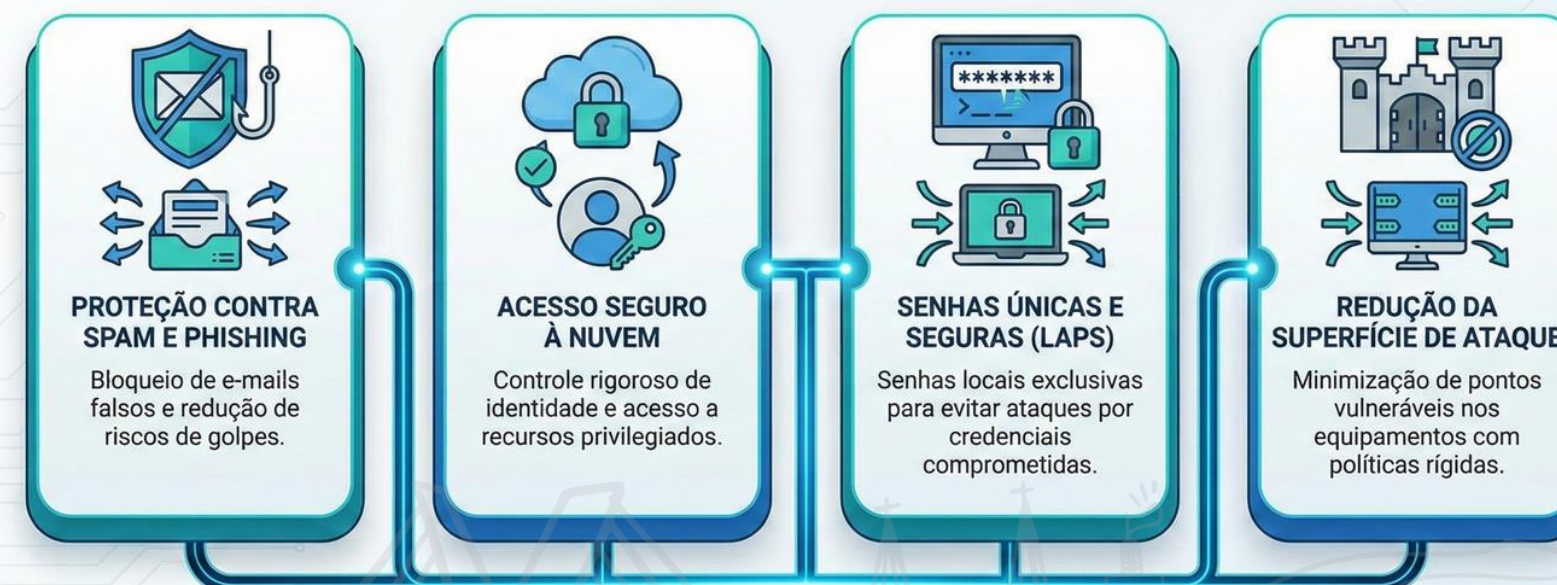 PROTEÇÃO CONTRA
SPAM E PHISHING
Bloqueio de e-mails
falsos e redução de
riscos de golpes.
ACESSO SEGURO
À NUVEM
Controle rigoroso de
identidade e acesso a
recursos privilegiados.
*******
SENHAS ÚNICAS E
SEGURAS (LAPS)
Senhas locais exclusivas
para evitar ataques por
credenciais
comprometidas.
REDUÇÃO DA
SUPERFÍCIE DE ATAQUE
Minimização de pontos
vulneráveis nos
equipamentos com
políticas rígidas.